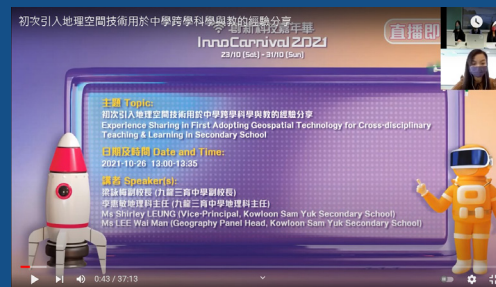 初次引入地理空間技術用於中學跨學科學與教的經驗分享
創新科技嘉年華
InnoCarnival 2021
23/10 (Sat) - 31/10 (Sun)
直播即
主題 Topic:
初次引入地理空間技術用於中學跨科學與教的經驗分享
Experience Sharing in First Adopting Geospatial Technology for Cross-disciplinary
Teaching & Learning in Secondary School
日期及時間 Date and Time:
2021-10-26 13:00-13:35
講者 Speaker(s):
梁詠梅副校長 (九龍三育中學副校長)
李惠敏地理科主任 (九龍三育中學地理科主任)
Ms Shirley LEUNG (Vice-Principal, Kowloon Sam Yuk Secondary School)
Ms LEE Wai Man (Geography Panel Head, Kowloon Sam Yuk Secondary School)
0:43 / 37:13